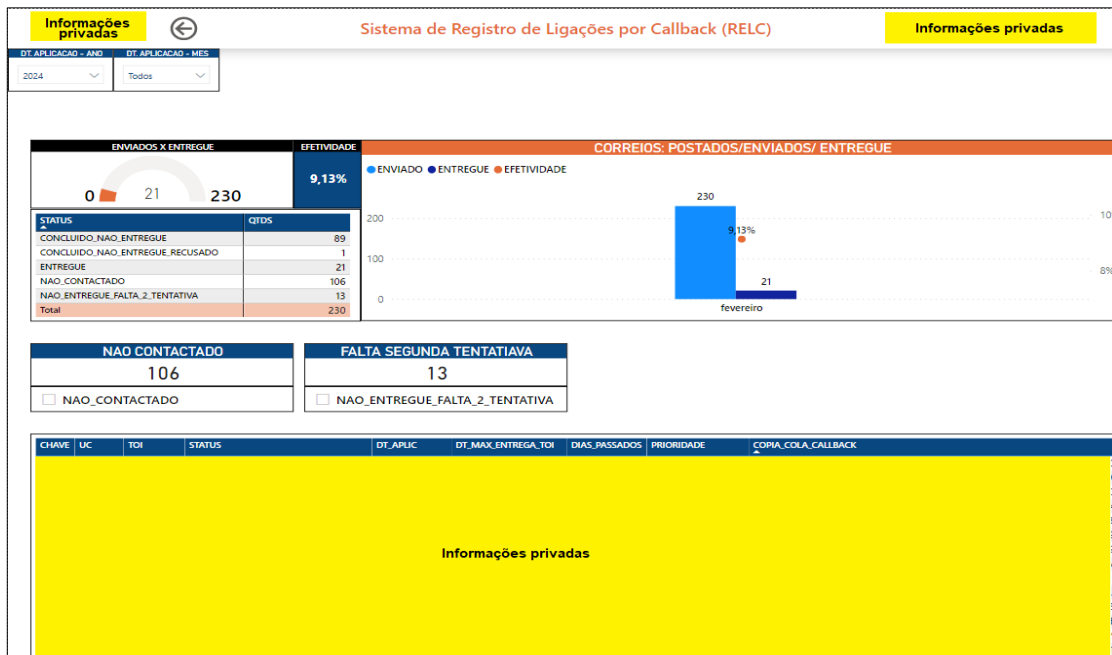 Informações
privadas
Sistema de Registro de Ligações por Callback (RELC)
Informações privadas
DT. APLICACAO - ANO
DT. APLICACAO - MES
2024
Todos
ENVIADOS X ENTREGUE
EFETIVIDADE
0
21
230
9,13%
STATUS QTDS
CONCLUIDO_NAO_ENTREGUE 89
CONCLUIDO_NAO_ENTREGUE_RECUSADO 1
ENTREGUE 21
NAO_CONTACTADO 106
NAO_ENTREGUE_FALTA_2_TENTATIVA 13
Total 230
CORREIOS: POSTADOS/ENVIADOS/ ENTREGUE
ENVIADO ENTREGUE EFETIVIDADE
230
200
9,13%
100
8%
21
0
fevereiro
NAO CONTACTADO
106
NAO_CONTACTADO
FALTA SEGUNDA TENTATIAVA
13
NAO_ENTREGUE_FALTA_2_TENTATIVA
CHAVE UC TOI STATUS DT_APLIC DT_MAX_ENTREGA_TOI DIAS_PASSADOS PRIORIDADE COPIA_COLA_CALLBACK
Informações privadas